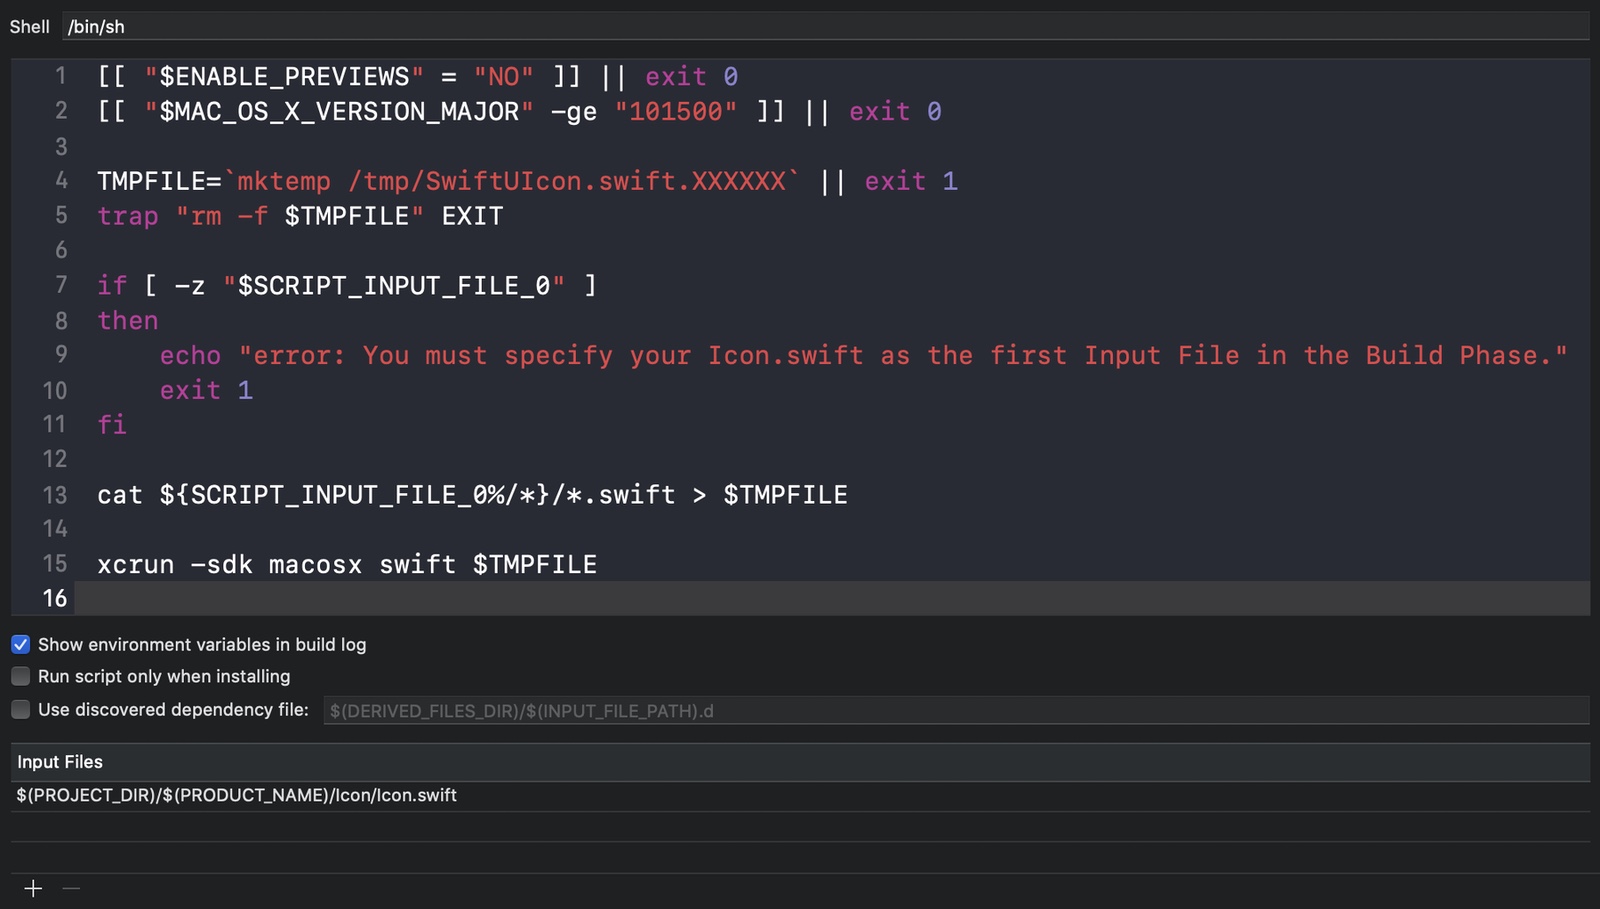 Shell /bin/sh
1 [[ "$ENABLE_PREVIEWS" = "NO" ]] || exit 0
2 [[ "$MAC_OS_X_VERSION_MAJOR" -ge "101500" ]] || exit 0
3
4 TMPFILE=`mktemp /tmp/SwiftUIcon.swift.XXXXXX` || exit 1
5 trap "rm -f $TMPFILE" EXIT
6
7 if [ -z "$SCRIPT_INPUT_FILE_0" ]
8 then
9     echo "error: You must specify your Icon.swift as the first Input File in the Build Phase."
10     exit 1
11 fi
12
13 cat ${SCRIPT_INPUT_FILE_0%/*}/*.swift > $TMPFILE
14
15 xcrun -sdk macosx swift $TMPFILE
16
Show environment variables in build log
Run script only when installing
Use discovered dependency file: $(DERIVED_FILES_DIR)/$(INPUT_FILE_PATH).d
Input Files
$(PROJECT_DIR)/$(PRODUCT_NAME)/Icon/Icon.swift